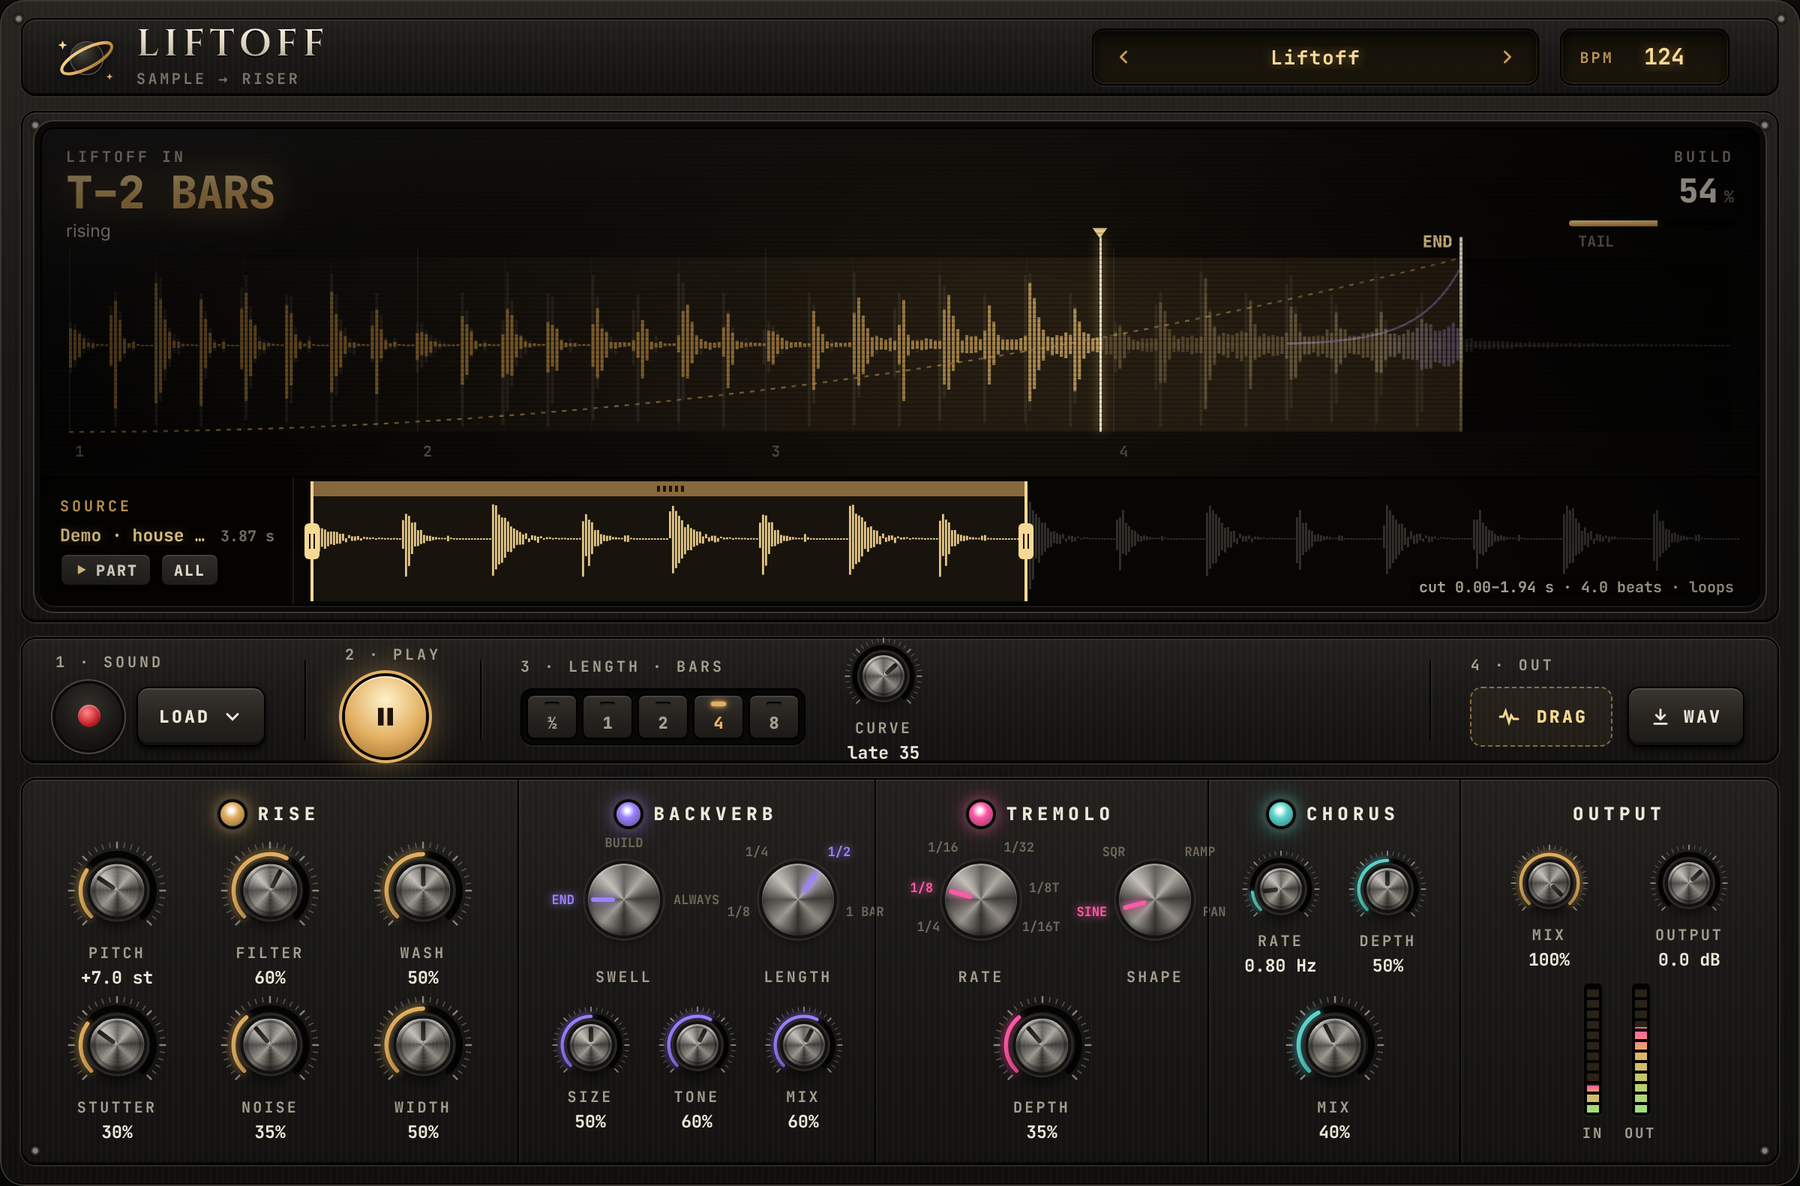 LIFTOFF
SAMPLE → RISER
Liftoff
BPM 124
LIFTOFF IN
T−2 BARS
rising
BUILD
54 %
TAIL
END
1 2 3 4
SOURCE
Demo · house … 3.87 s
PART ALL
cut 0.00–1.94 s · 4.0 beats · loops
1 · SOUND
LOAD
2 · PLAY
3 · LENGTH · BARS
½ 1 2 4 8
CURVE
late 35
4 · OUT
DRAG
WAV
RISE
PITCH FILTER WASH
+7.0 st 60% 50%
STUTTER NOISE WIDTH
30% 35% 50%
BACKVERB
BUILD
END ALWAYS
SWELL
1/4 1/2
1/8 1 BAR
LENGTH
SIZE TONE MIX
50% 60% 60%
TREMOLO
1/16 1/32
1/8 1/8T
1/4 1/16T
RATE
SQR RAMP
SINE PAN
SHAPE
DEPTH
35%
CHORUS
RATE DEPTH
0.80 Hz 50%
MIX
40%
OUTPUT
MIX OUTPUT
100% 0.0 dB
IN OUT